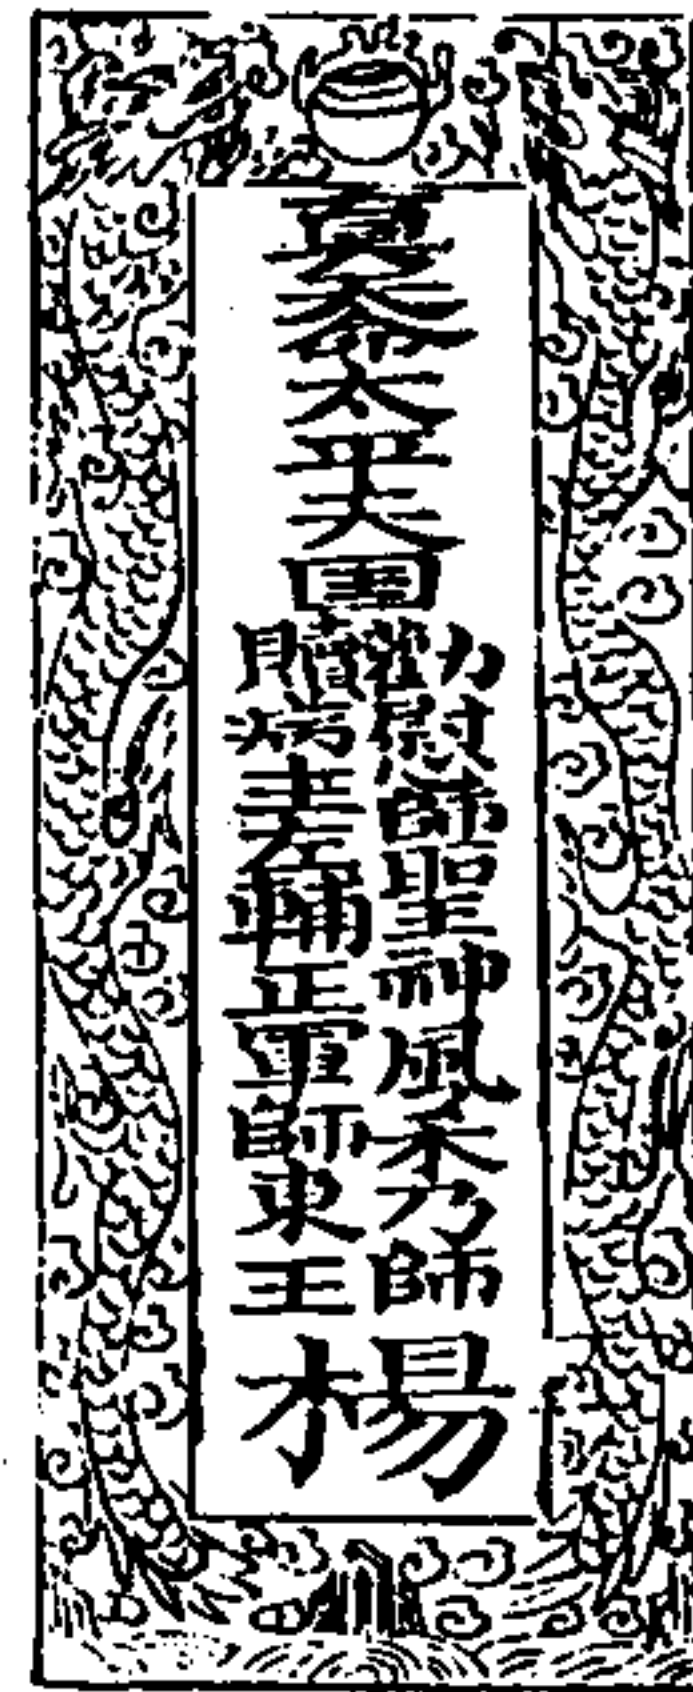 真天命太平天囯
勸慰師聖神風禾乃師
贖病主左輔正軍師東王
楊